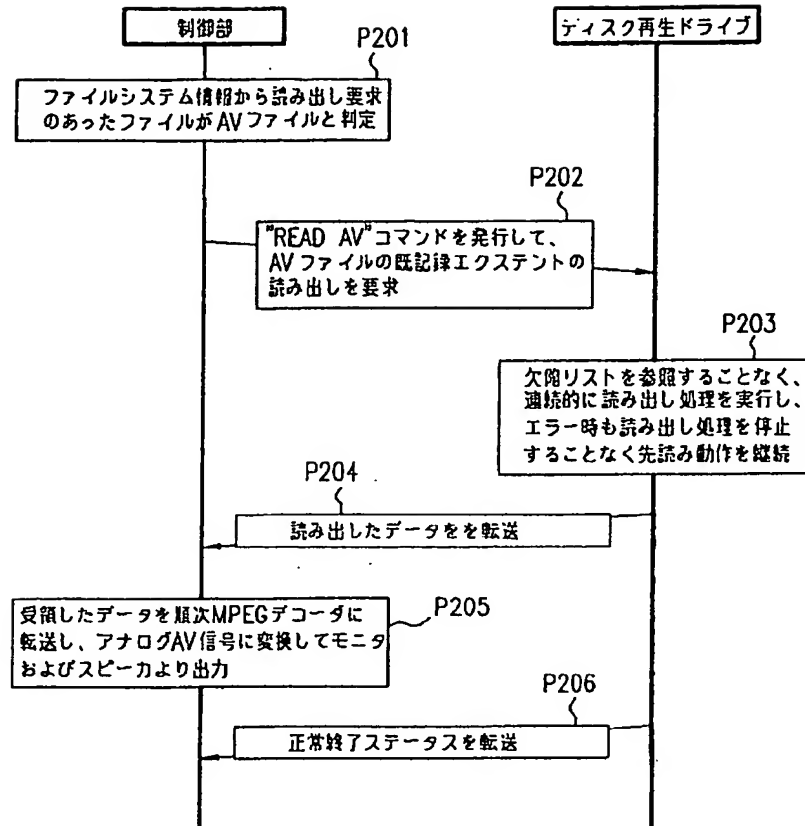 制御部
ディスク再生ドライブ
P201
ファイルシステム情報から読み出し要求
のあったファイルがAVファイルと判定
P202
"READ AV"コマンドを発行して、
AVファイルの既記録エクステントの
読み出しを要求
P203
欠陥リストを参照することなく、
連続的に読み出し処理を実行し、
エラー時も読み出し処理を停止
することなく先読み動作を継続
P204
読み出したデータをを転送
受領したデータを順次MPEGデコーダに
転送し、アナログAV信号に変換してモニタ
およびスピーカより出力
P205
P206
正常終了ステータスを転送